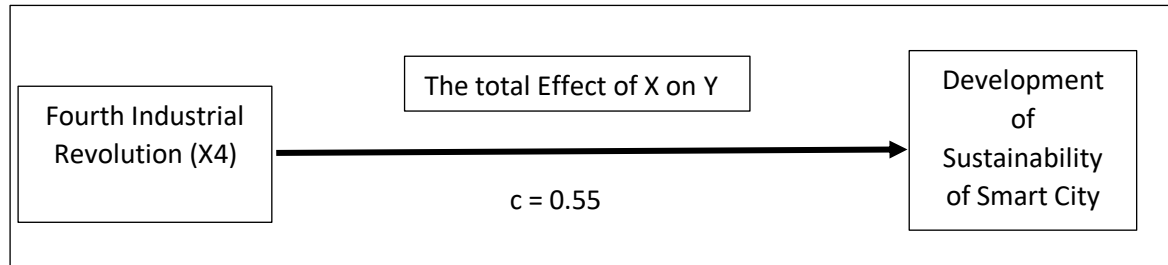 Fourth Industrial
Revolution (X4)
The total Effect of X on Y
c = 0.55
Development
of
Sustainability
of Smart City